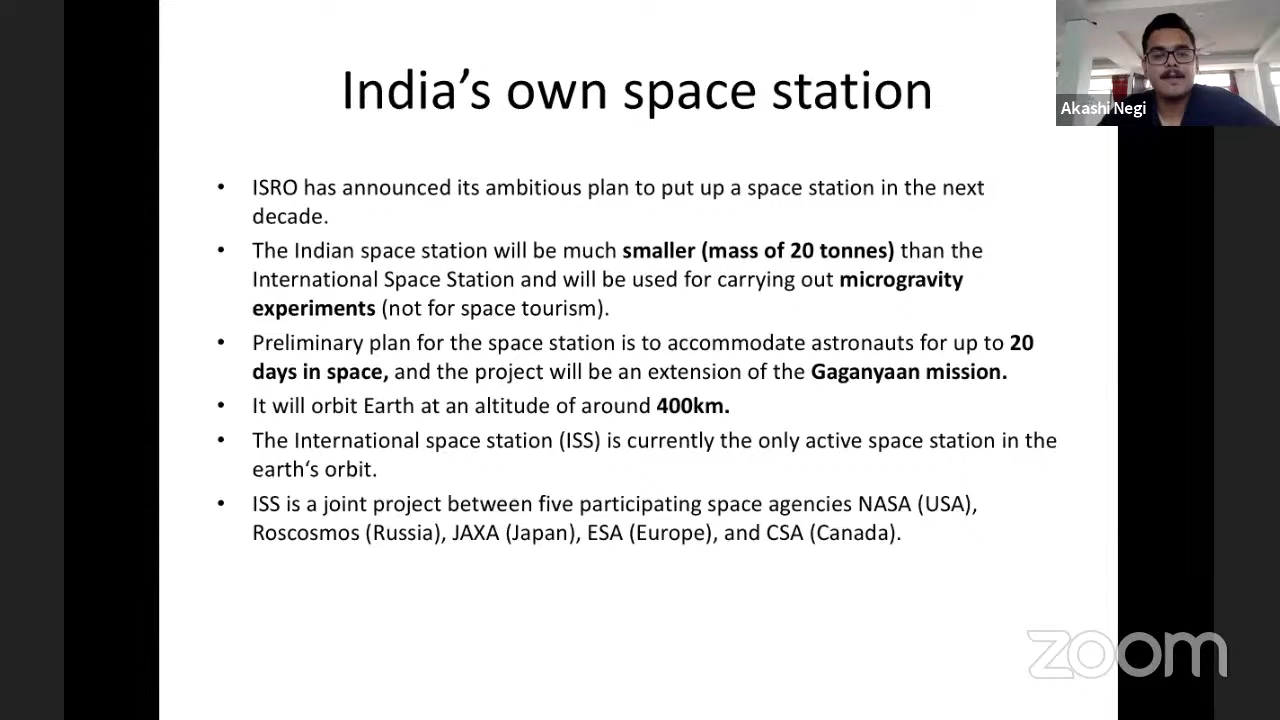 India’s own space station
Akashi Negi
• ISRO has announced its ambitious plan to put up a space station in the next
decade.
• The Indian space station will be much smaller (mass of 20 tonnes) than the
International Space Station and will be used for carrying out microgravity
experiments (not for space tourism).
• Preliminary plan for the space station is to accommodate astronauts for up to 20
days in space, and the project will be an extension of the Gaganyaan mission.
• It will orbit Earth at an altitude of around 400km.
• The International space station (ISS) is currently the only active space station in the
earth‘s orbit.
• ISS is a joint project between five participating space agencies NASA (USA),
Roscosmos (Russia), JAXA (Japan), ESA (Europe), and CSA (Canada).
zoom